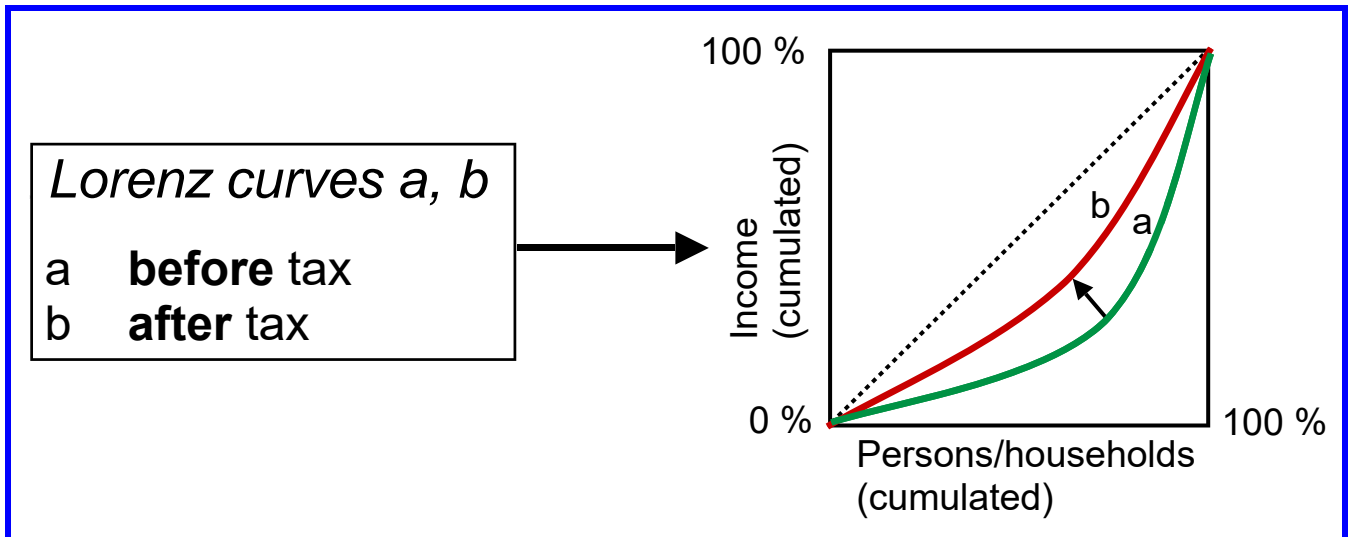 Lorenz curves a, b
a before tax
b after tax
100 %
Income
(cumulated)
b
a
0 %
100 %
Persons/households
(cumulated)